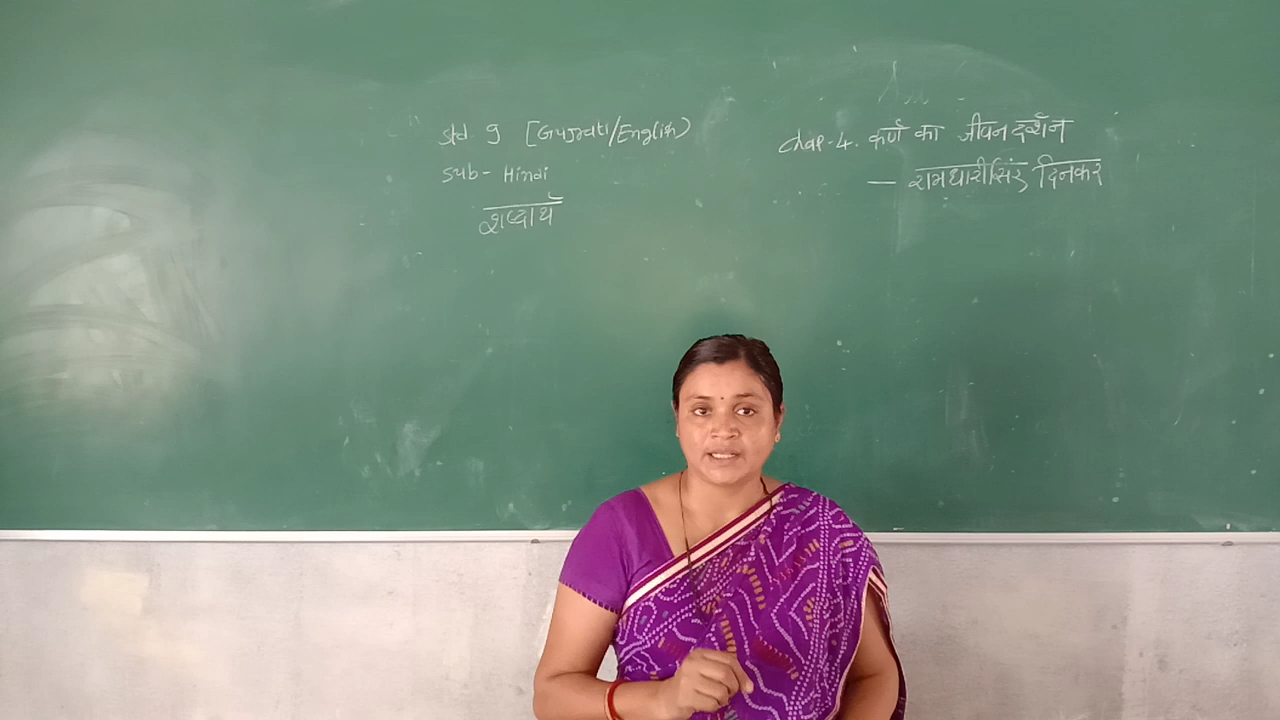 Std. 9 [Gujrati/English)
Sub- Hindi
शब्दार्थ
Chap-4. कर्ण का जीवन दर्शन
— रामधारीसिंह दिनकर